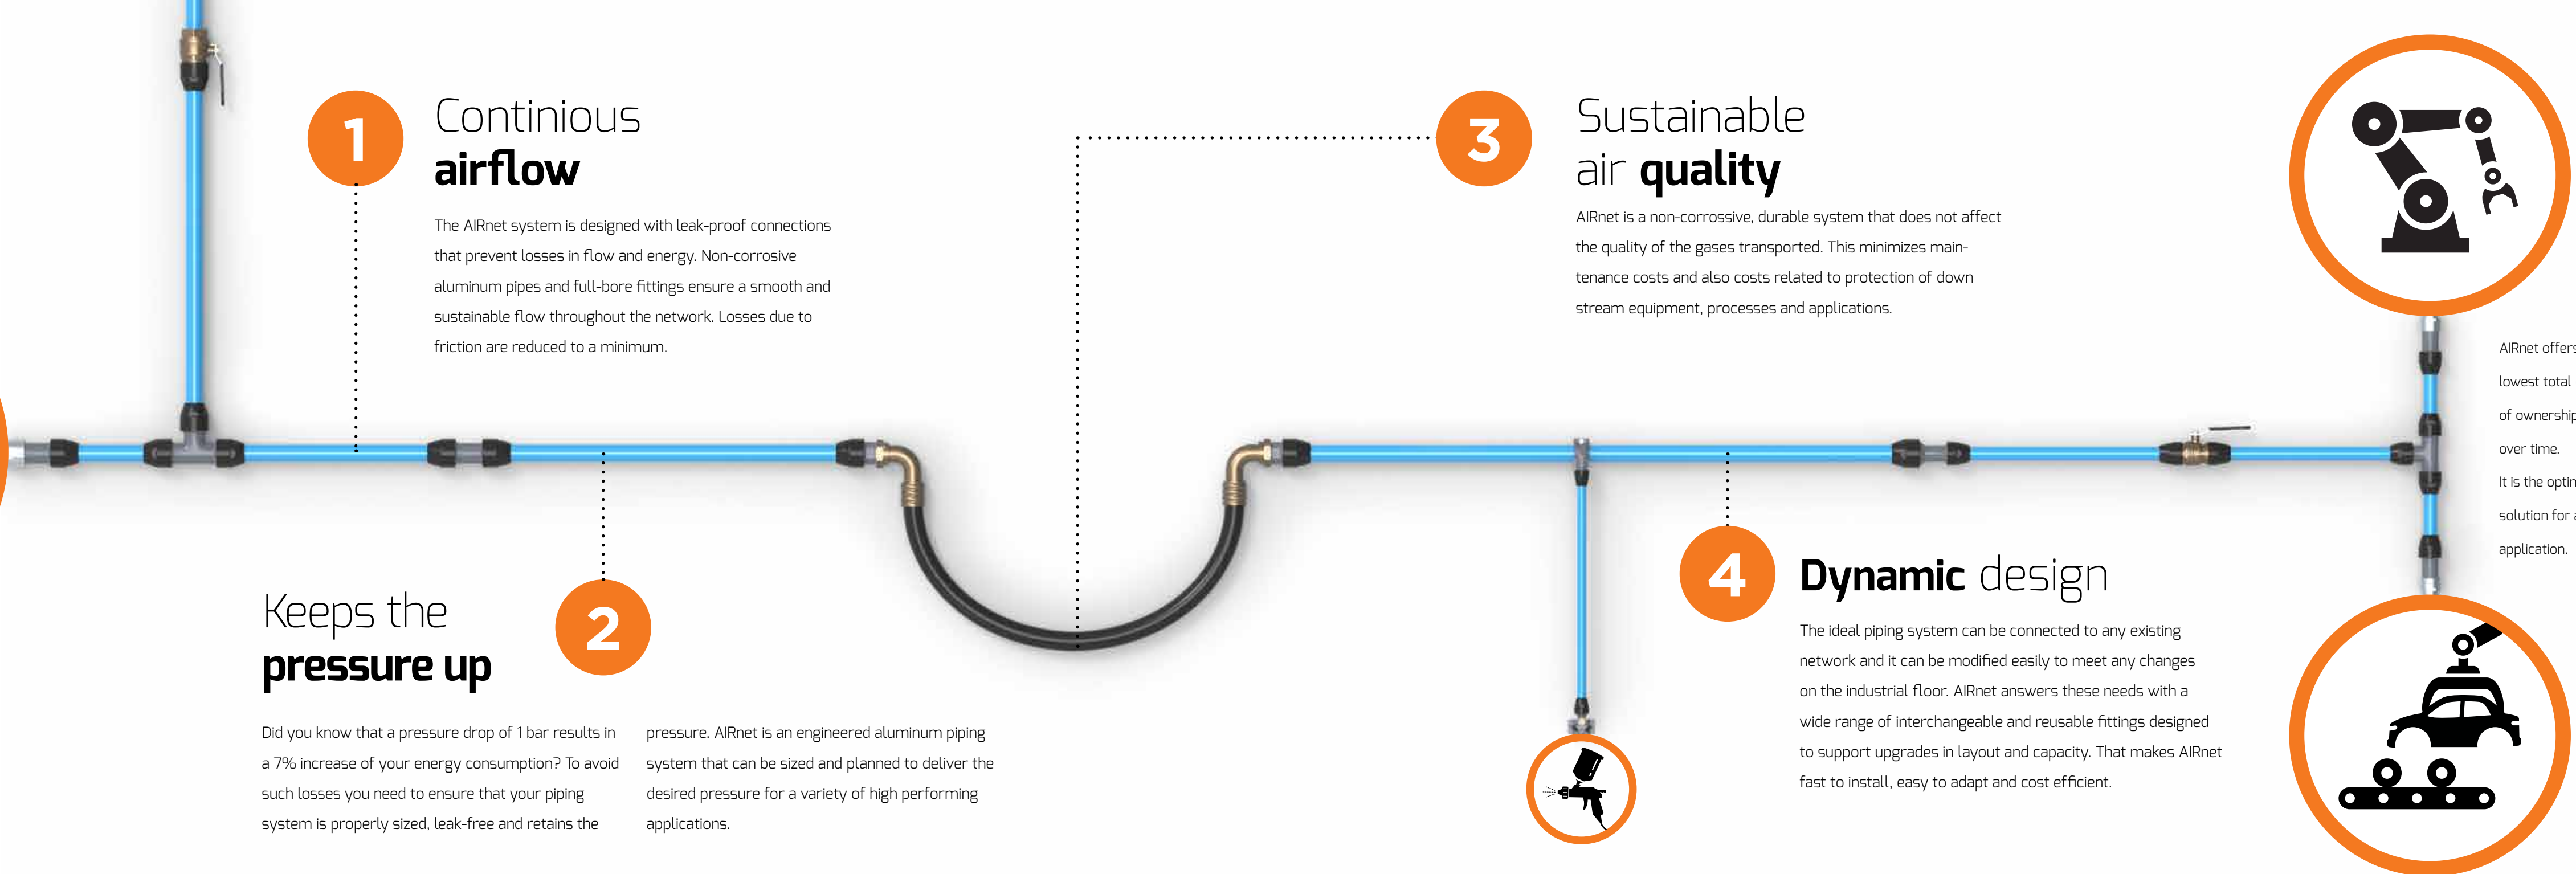 1
Continious
airflow
The AIRnet system is designed with leak-proof connections
that prevent losses in flow and energy. Non-corrosive
aluminum pipes and full-bore fittings ensure a smooth and
sustainable flow throughout the network. Losses due to
friction are reduced to a minimum.
Keeps the
pressure up
2
Did you know that a pressure drop of 1 bar results in
a 7% increase of your energy consumption? To avoid
such losses you need to ensure that your piping
system is properly sized, leak-free and retains the
pressure. AIRnet is an engineered aluminum piping
system that can be sized and planned to deliver the
desired pressure for a variety of high performing
applications.
3
Sustainable
air quality
AIRnet is a non-corrossive, durable system that does not affect
the quality of the gases transported. This minimizes main-
tenance costs and also costs related to protection of down
stream equipment, processes and applications.
4
Dynamic design
The ideal piping system can be connected to any existing
network and it can be modified easily to meet any changes
on the industrial floor. AIRnet answers these needs with a
wide range of interchangeable and reusable fittings designed
to support upgrades in layout and capacity. That makes AIRnet
fast to install, easy to adapt and cost efficient.
AIRnet offers
lowest total
of ownership
over time.
It is the
solution for
application.